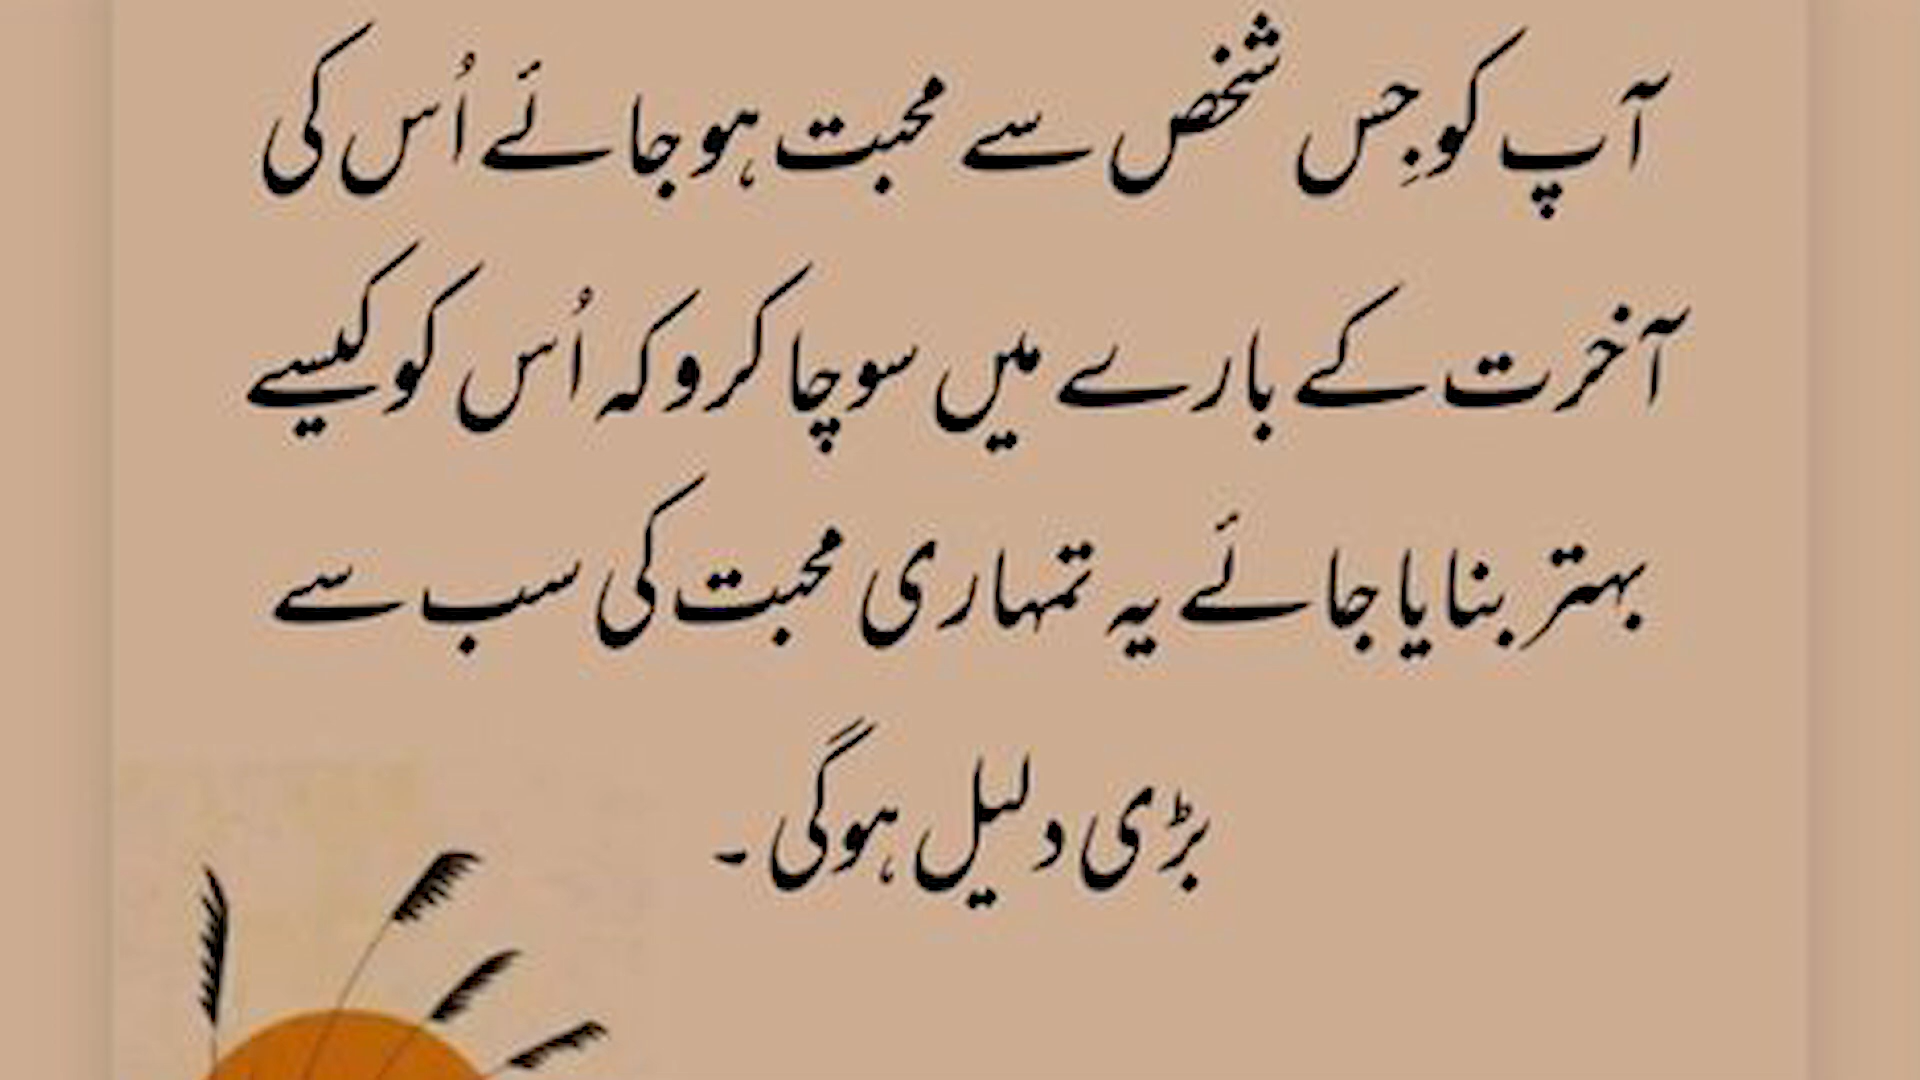 آپ کو جِس شخص سے محبت ہو جائے اُس کی
آخرت کے بارے میں سوچا کرو کہ اُس کو کیسے
بہتر بنایا جائے یہ تمہاری محبت کی سب سے
بڑی دلیل ہوگی ۔